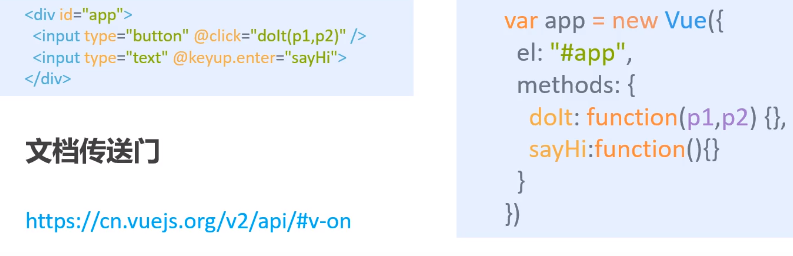 <div id="app">
<input type="button" @click="doIt(p1,p2)" />
<input type="text" @keyup.enter="sayHi">
</div>
文档传送门
https://cn.vuejs.org/v2/api/#v-on
var app = new Vue({
el: "#app",
methods: {
doIt: function(p1,p2) {},
sayHi:function(){}
}
})